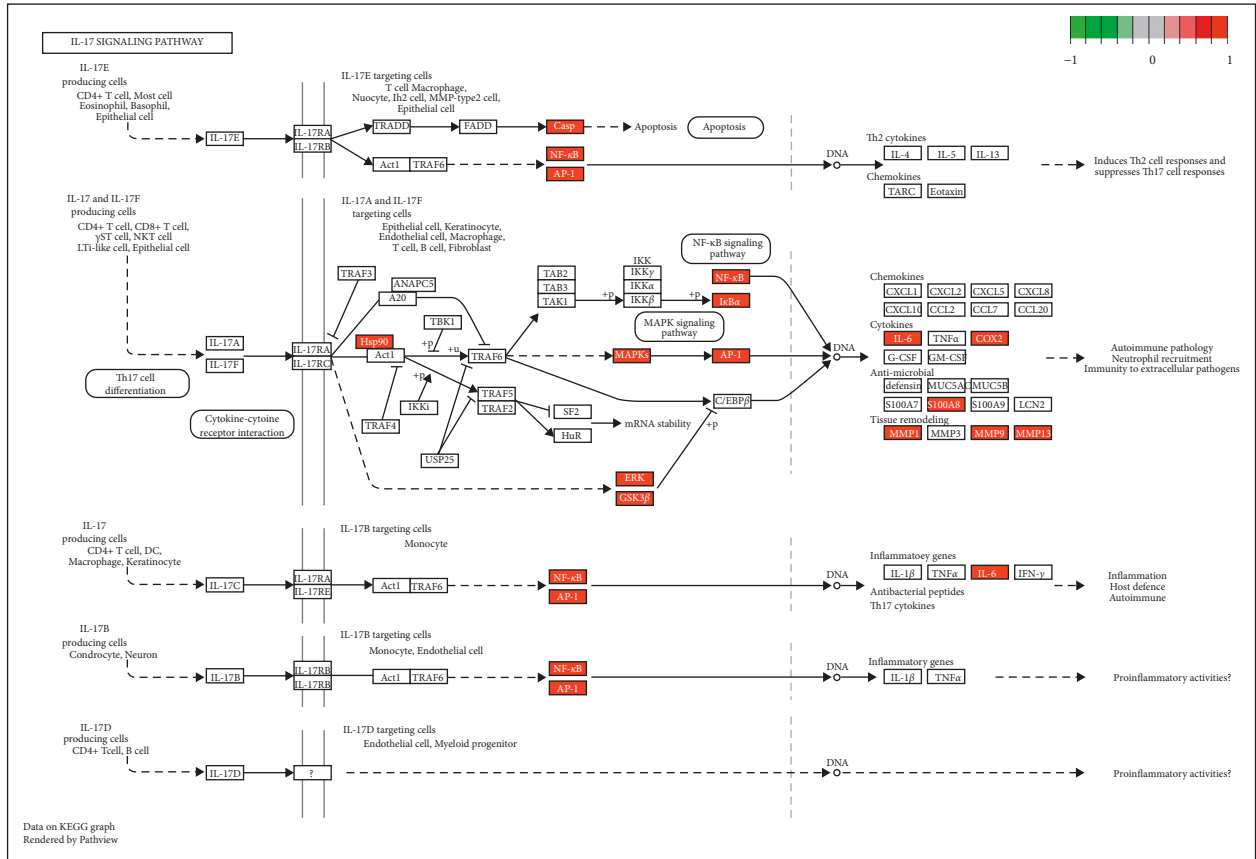 IL-17 SIGNALING PATHWAY
−1 0 1
IL-17E
producing cells
CD4+ T cell, Most cell
Eosinophil, Basophil,
Epithelial cell
IL-17E
IL-17RA
IL-17RB
IL-17E targeting cells
T cell Macrophage,
Nuocyte, Ih2 cell, MMP-type2 cell,
Epithelial cell
TRADD
FADD
Casp
Apoptosis
Apoptosis
Act1
TRAF6
NF-κB
AP-1
DNA
Th2 cytokines
IL-4
IL-5
IL-13
Chemokines
TARC
Eotaxin
Induces Th2 cell responses and
suppresses Th17 cell responses
IL-17 and IL-17F
producing cells
CD4+ T cell, CD8+ T cell,
γST cell, NKT cell
LTi-like cell, Epithelial cell
IL-17A
IL-17F
Th17 cell
differentiation
Cytokine-cytoine
receptor interaction
IL-17RA
IL-17RC
IL-17A and IL-17F
targeting cells
Epithelial cell, Keratinocyte,
Endothelial cell, Macrophage,
T cell, B cell, Fibroblast
TRAF3
ANAPC5
A20
Hsp90
Act1
+p
TBK1
+u
TRAF6
+p
IKKi
TRAF4
USP25
TRAF5
TRAF2
SF2
HuR
mRNA stability
TAB2
TAB3
TAK1
+p
IKK
IKKγ
IKKα
IKKβ
+p
NF-κB signaling
pathway
NF-κB
IκBα
MAPK signaling
pathway
MAPKs
AP-1
C/EBPβ
+p
ERK
GSK3β
DNA
Chemokines
CXCL1
CXCL2
CXCL5
CXCL8
CXCL10
CCL2
CCL7
CCL20
Cytokines
IL-6
TNFα
COX2
G-CSF
GM-CSF
Anti-microbial
defensin
MUC5AC
MUC5B
S100A7
S100A8
S100A9
LCN2
Tissue remodeling
MMP1
MMP3
MMP9
MMP13
Autoimmune pathology
Neutrophil recruitment
Immunity to extracellular pathogens
IL-17
producing cells
CD4+ T cell, DC,
Macrophage, Keratinocyte
IL-17C
IL-17RA
IL-17RE
IL-17B targeting cells
Monocyte
Act1
TRAF6
NF-κB
AP-1
DNA
Inflammatoey genes
IL-1β
TNFα
IL-6
IFN-γ
Antibacterial peptides
Th17 cytokines
Inflammation
Host defence
Autoimmune
IL-17B
producing cells
Condrocyte, Neuron
IL-17B
IL-17RB
IL-17RB
IL-17B targeting cells
Monocyte, Endothelial cell
Act1
TRAF6
NF-κB
AP-1
DNA
Inflammatory genes
IL-1β
TNFα
Proinflammatory activities?
IL-17D
producing cells
CD4+ Tcell, B cell
IL-17D
?
IL-17D targeting cells
Endothelial cell, Myeloid progenitor
DNA
Proinflammatory activities?
Data on KEGG graph
Rendered by Pathview